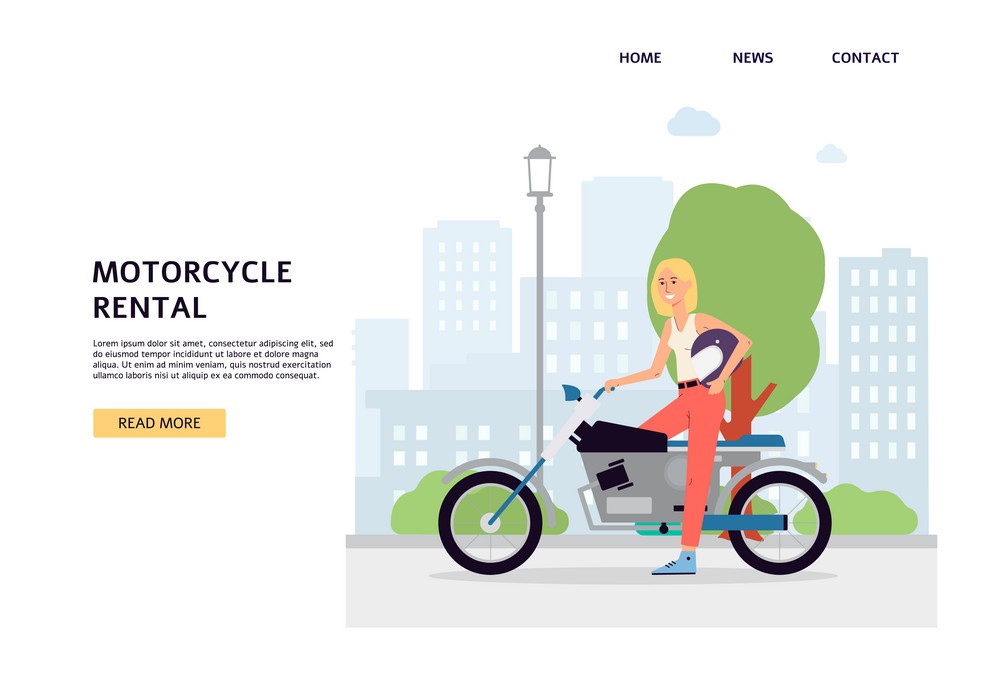 HOME NEWS CONTACT
MOTORCYCLE
RENTAL
Lorem ipsum dolor sit amet, consectetur adipiscing elit, sed
do eiusmod tempor incididunt ut labore et dolore magna
aliqua. Ut enim ad minim veniam, quis nostrud exercitation
ullamco laboris nisi ut aliquip ex ea commodo consequat.
READ MORE